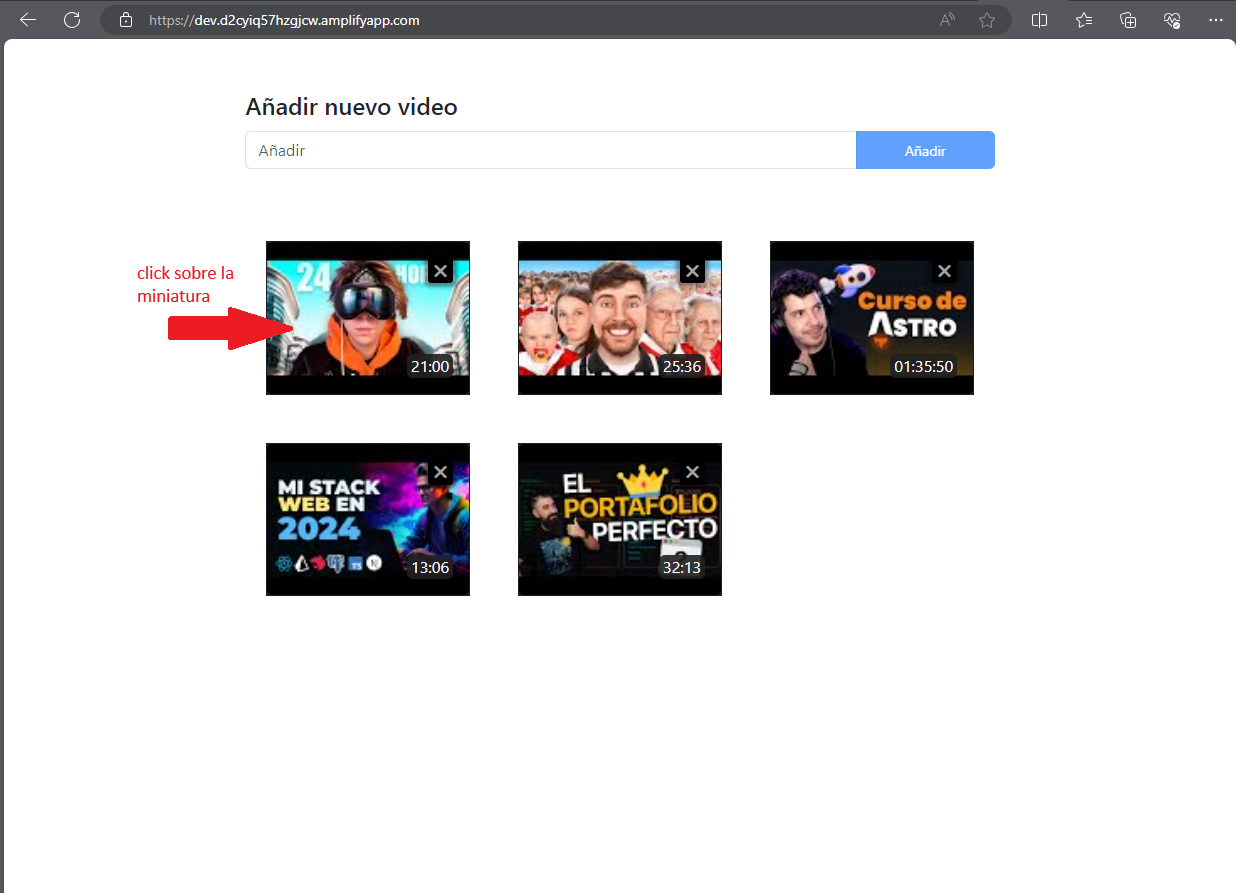 https://dev.d2cyiq57hzgjcw.amplifyapp.com
Añadir nuevo video
Añadir
Añadir
click sobre la
miniatura
24 HO
21:00
25:36
Curso de
ASTRO
01:35:50
MI STACK
WEB EN
2024
TS
N
13:06
EL
PORTAFOLIO
PERFECTO
32:13